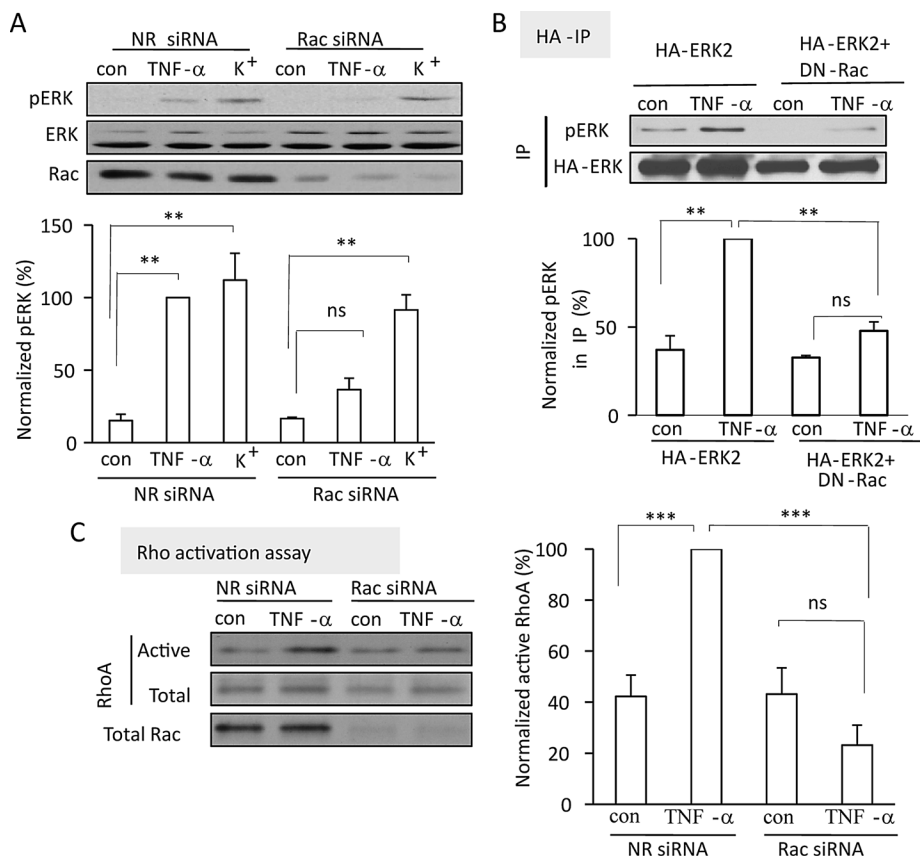 A
NR siRNA Rac siRNA
con TNF-α K+ con TNF-α K+
pERK
ERK
Rac
** **
** ns
Normalized pERK (%)
150
100
50
0
con TNF-α K+ con TNF-α K+
NR siRNA Rac siRNA
B
HA-IP
HA-ERK2 HA-ERK2+
DN-Rac
con TNF-α con TNF-α
IP
pERK
HA-ERK
** **
ns
Normalized pERK
in IP (%)
100
50
0
con TNF-α con TNF-α
HA-ERK2 HA-ERK2+
DN-Rac
C
Rho activation assay
NR siRNA Rac siRNA
con TNF-α con TNF-α
RhoA
Active
Total
Total Rac
*** ***
ns
Normalized active RhoA (%)
100
80
60
40
20
0
con TNF-α con TNF-α
NR siRNA Rac siRNA